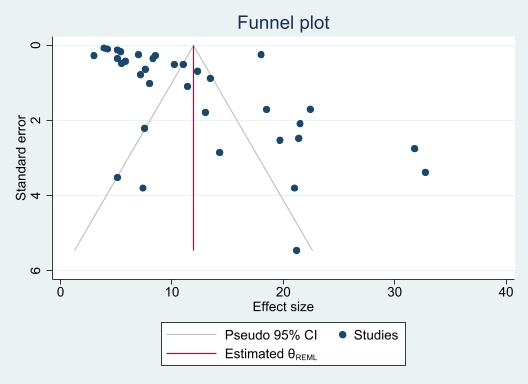 Funnel plot
Standard error
0
2
4
6
0 10 20 30 40
Effect size
Pseudo 95% CI Studies
Estimated θREML